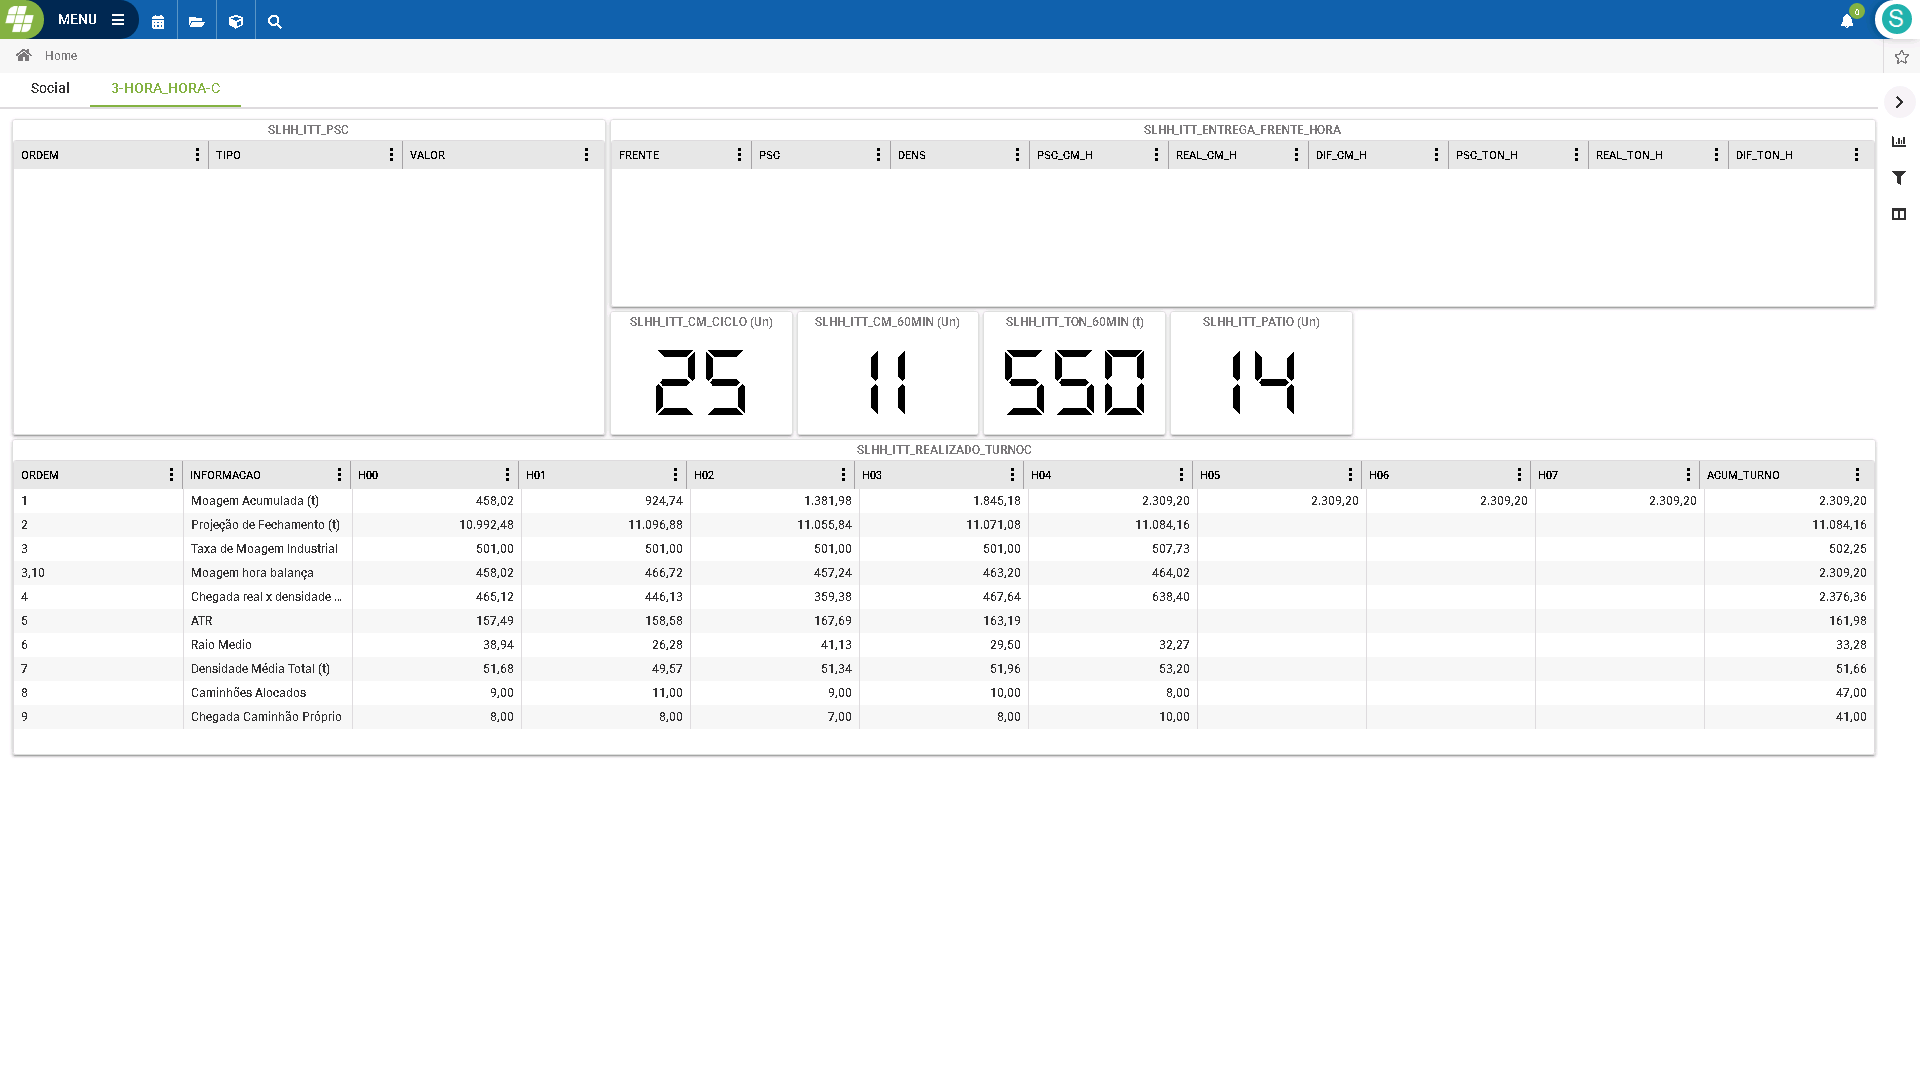 MENU
0
S
Home
Social 3-HORA_HORA-C
SLHH_ITT_PSC
ORDEM TIPO VALOR
SLHH_ITT_ENTREGA_FRENTE_HORA
FRENTE PSC DENS PSC_CM_H REAL_CM_H DIF_CM_H PSC_TON_H REAL_TON_H DIF_TON_H
SLHH_ITT_CM_CICLO (Un) SLHH_ITT_CM_60MIN (Un) SLHH_ITT_TON_60MIN (t) SLHH_ITT_PATIO (Un)
25 11 550 14
SLHH_ITT_REALIZADO_TURNOC
ORDEM INFORMACAO H00 H01 H02 H03 H04 H05 H06 H07 ACUM_TURNO
1 Moagem Acumulada (t) 458,02 924,74 1.381,98 1.845,18 2.309,20 2.309,20 2.309,20 2.309,20 2.309,20
2 Projeção de Fechamento (t) 10.992,48 11.096,88 11.055,84 11.071,08 11.084,16 11.084,16
3 Taxa de Moagem Industrial 501,00 501,00 501,00 501,00 507,73 502,25
3,10 Moagem hora balança 458,02 466,72 457,24 463,20 464,02 2.309,20
4 Chegada real x densidade ... 465,12 446,13 359,38 467,64 638,40 2.376,36
5 ATR 157,49 158,58 167,69 163,19 161,98
6 Raio Medio 38,94 26,28 41,13 29,50 32,27 33,28
7 Densidade Média Total (t) 51,68 49,57 51,34 51,96 53,20 51,66
8 Caminhões Alocados 9,00 11,00 9,00 10,00 8,00 47,00
9 Chegada Caminhão Próprio 8,00 8,00 7,00 8,00 10,00 41,00